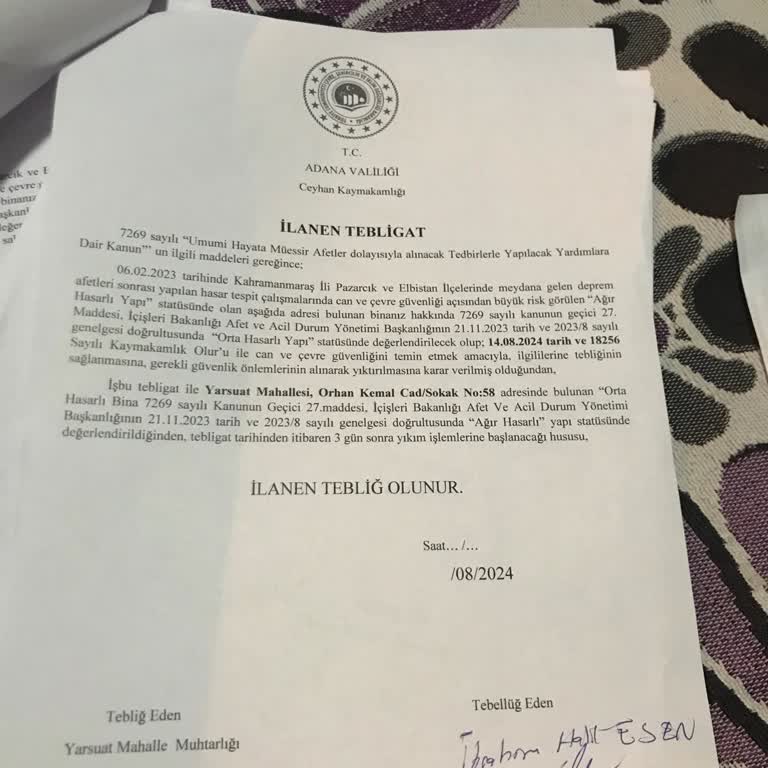 T.C.
ADANA VALİLİĞİ
Ceyhan Kaymakamlığı
İLANEN TEBLİGAT
7269 sayılı “Umumi Hayata Müessir Afetler dolayısıyla alınacak Tedbirlerle Yapılacak Yardımlara
Dair Kanun”’ un ilgili maddeleri gereğince;
06.02.2023 tarihinde Kahramanmaraş İli Pazarcık ve Elbistan İlçelerinde meydana gelen deprem
afetleri sonrası yapılan hasar tespit çalışmalarında can ve çevre güvenliği açısından büyük risk görülen “Ağır
Hasarlı Yapı” statüsünde olan aşağıda adresi bulunan binanız hakkında 7269 sayılı kanunun geçici 27.
Maddesi, İçişleri Bakanlığı Afet ve Acil Durum Yönetimi Başkanlığının 21.11.2023 tarih ve 2023/8 sayılı
genelgesi doğrultusunda “Orta Hasarlı Yapı” statüsünde değerlendirilecek olup; 14.08.2024 tarih ve 18256
Sayılı Kaymakamlık Olur’u ile can ve çevre güvenliğini temin etmek amacıyla, ilgililerine tebliğinin
sağlanmasına, gerekli güvenlik önlemlerinin alınarak yıktırılmasına karar verilmiş olduğundan,
İşbu tebligat ile Yarsuat Mahallesi, Orhan Kemal Cad/Sokak No:58 adresinde bulunan “Orta
Hasarlı Bina 7269 sayılı Kanunun Geçici 27.maddesi, İçişleri Bakanlığı Afet Ve Acil Durum Yönetimi
Başkanlığının 21.11.2023 tarih ve 2023/8 sayılı genelgesi doğrultusunda “Ağır Hasarlı” yapı statüsünde
değerlendirildiğinden, tebligat tarihinden itibaren 3 gün sonra yıkım işlemlerine başlanacağı hususu,
İLANEN TEBLİĞ OLUNUR.
Saat… /…
/08/2024
Tebliğ Eden
Tebellüğ Eden
Yarsuat Mahalle Muhtarlığı
İbrahim Halil ESEN